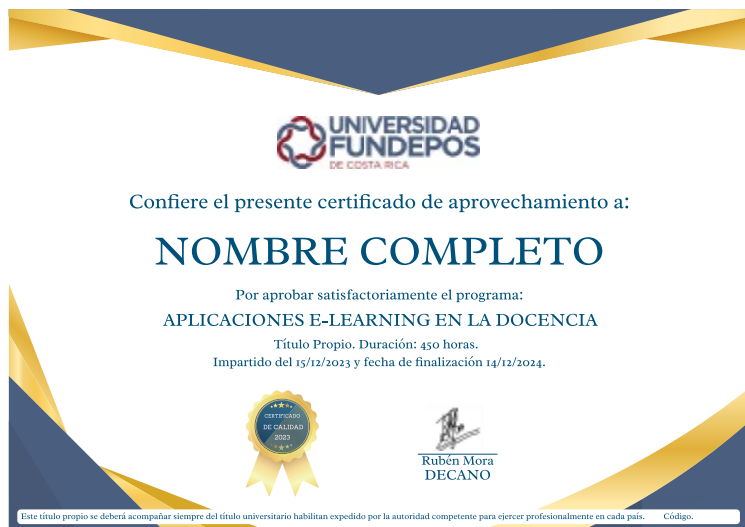 UNIVERSIDAD
FUNDEPOS
DE COSTA RICA
Confiere el presente certificado de aprovechamiento a:
NOMBRE COMPLETO
Por aprobar satisfactoriamente el programa:
APLICACIONES E-LEARNING EN LA DOCENCIA
Título Propio. Duración: 450 horas.
Impartido del 15/12/2023 y fecha de finalización 14/12/2024.
CERTIFICADO
DE CALIDAD
2023
Rubén Mora
DECANO
Este título propio se deberá acompañar siempre del título universitario habilitan expedido por la autoridad competente para ejercer profesionalmente en cada país. Código.